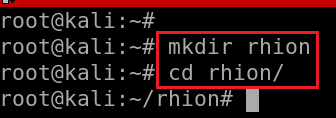 root@kali:~#
root@kali:~# mkdir rhion
root@kali:~# cd rhion/
root@kali:~/rhion#